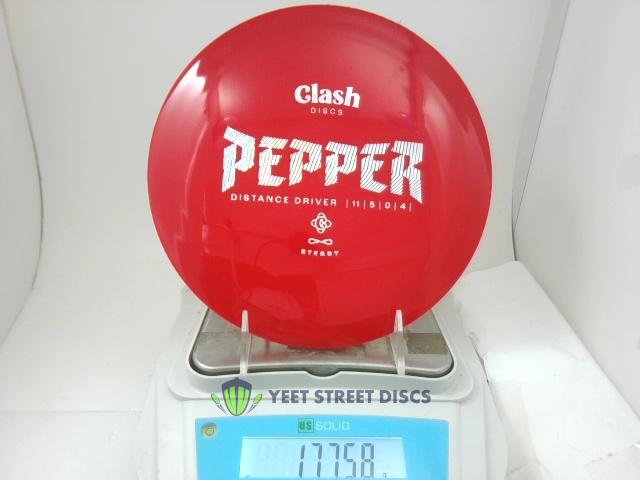 Clash
DISCS
PEPPER
DISTANCE DRIVER | 11 | 5 | 0 | 4 |
STEADY
YEET STREET DISCS
US SOLID
177.58 g